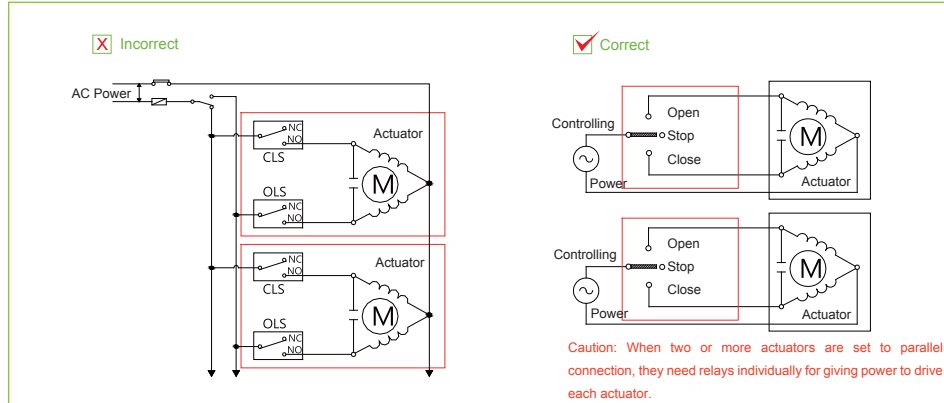 X Incorrect
AC Power
NC
NO
CLS
Actuator
M
OLS
NC
NO
NC
NO
CLS
Actuator
M
OLS
NC
NO
Correct
Controlling
Open
Stop
Close
Power
M
Actuator
Controlling
Open
Stop
Close
Power
M
Actuator
Caution: When two or more actuators are set to parallel
connection, they need relays individually for giving power to drive
each actuator.